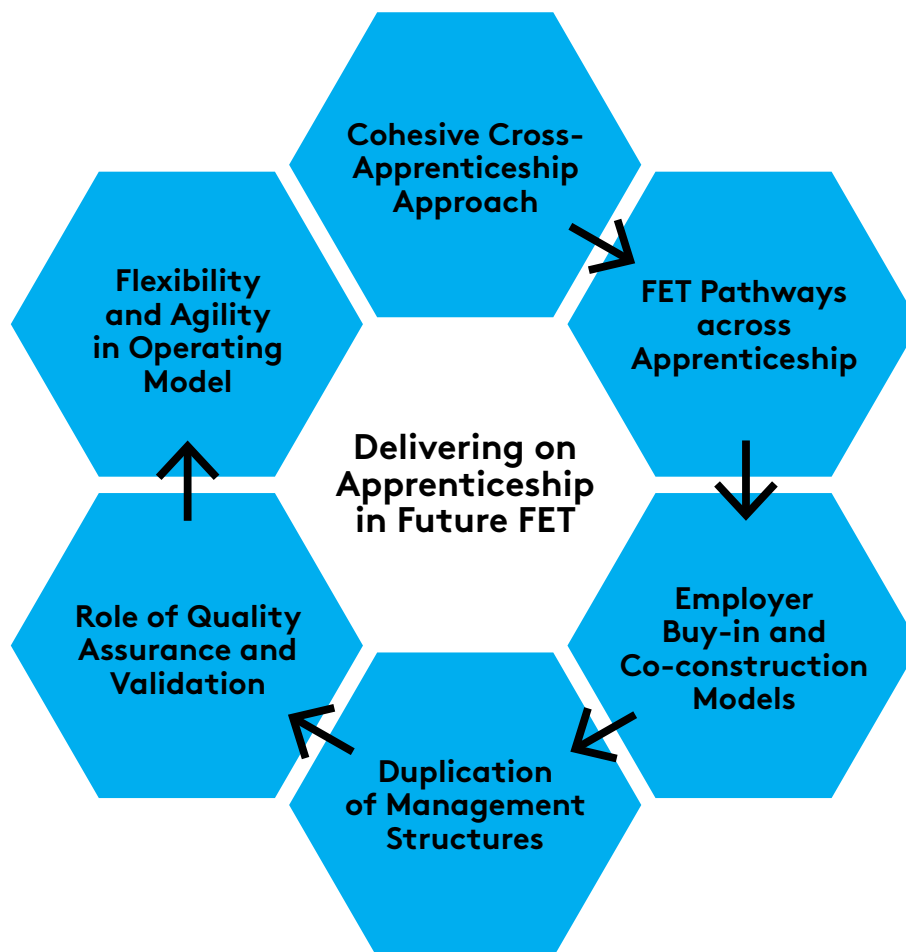 Cohesive Cross-
Apprenticeship
Approach
FET Pathways
across
Apprenticeship
Employer
Buy-in and
Co-construction
Models
Duplication
of Management
Structures
Role of Quality
Assurance and
Validation
Flexibility
and Agility
in Operating
Model
Delivering on
Apprenticeship
in Future FET